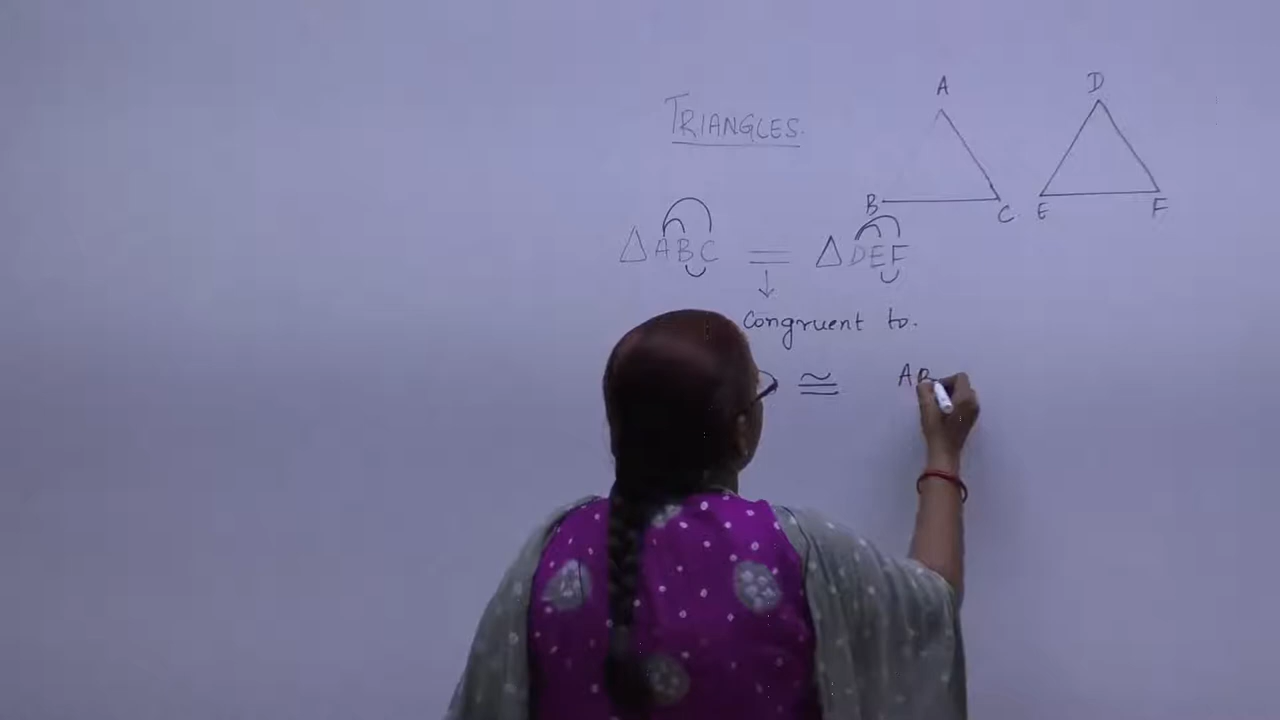 TRIANGLES.
A
D
B
C
E
F
△ABC = △DEF
↓
Congruent to.
≅ AB